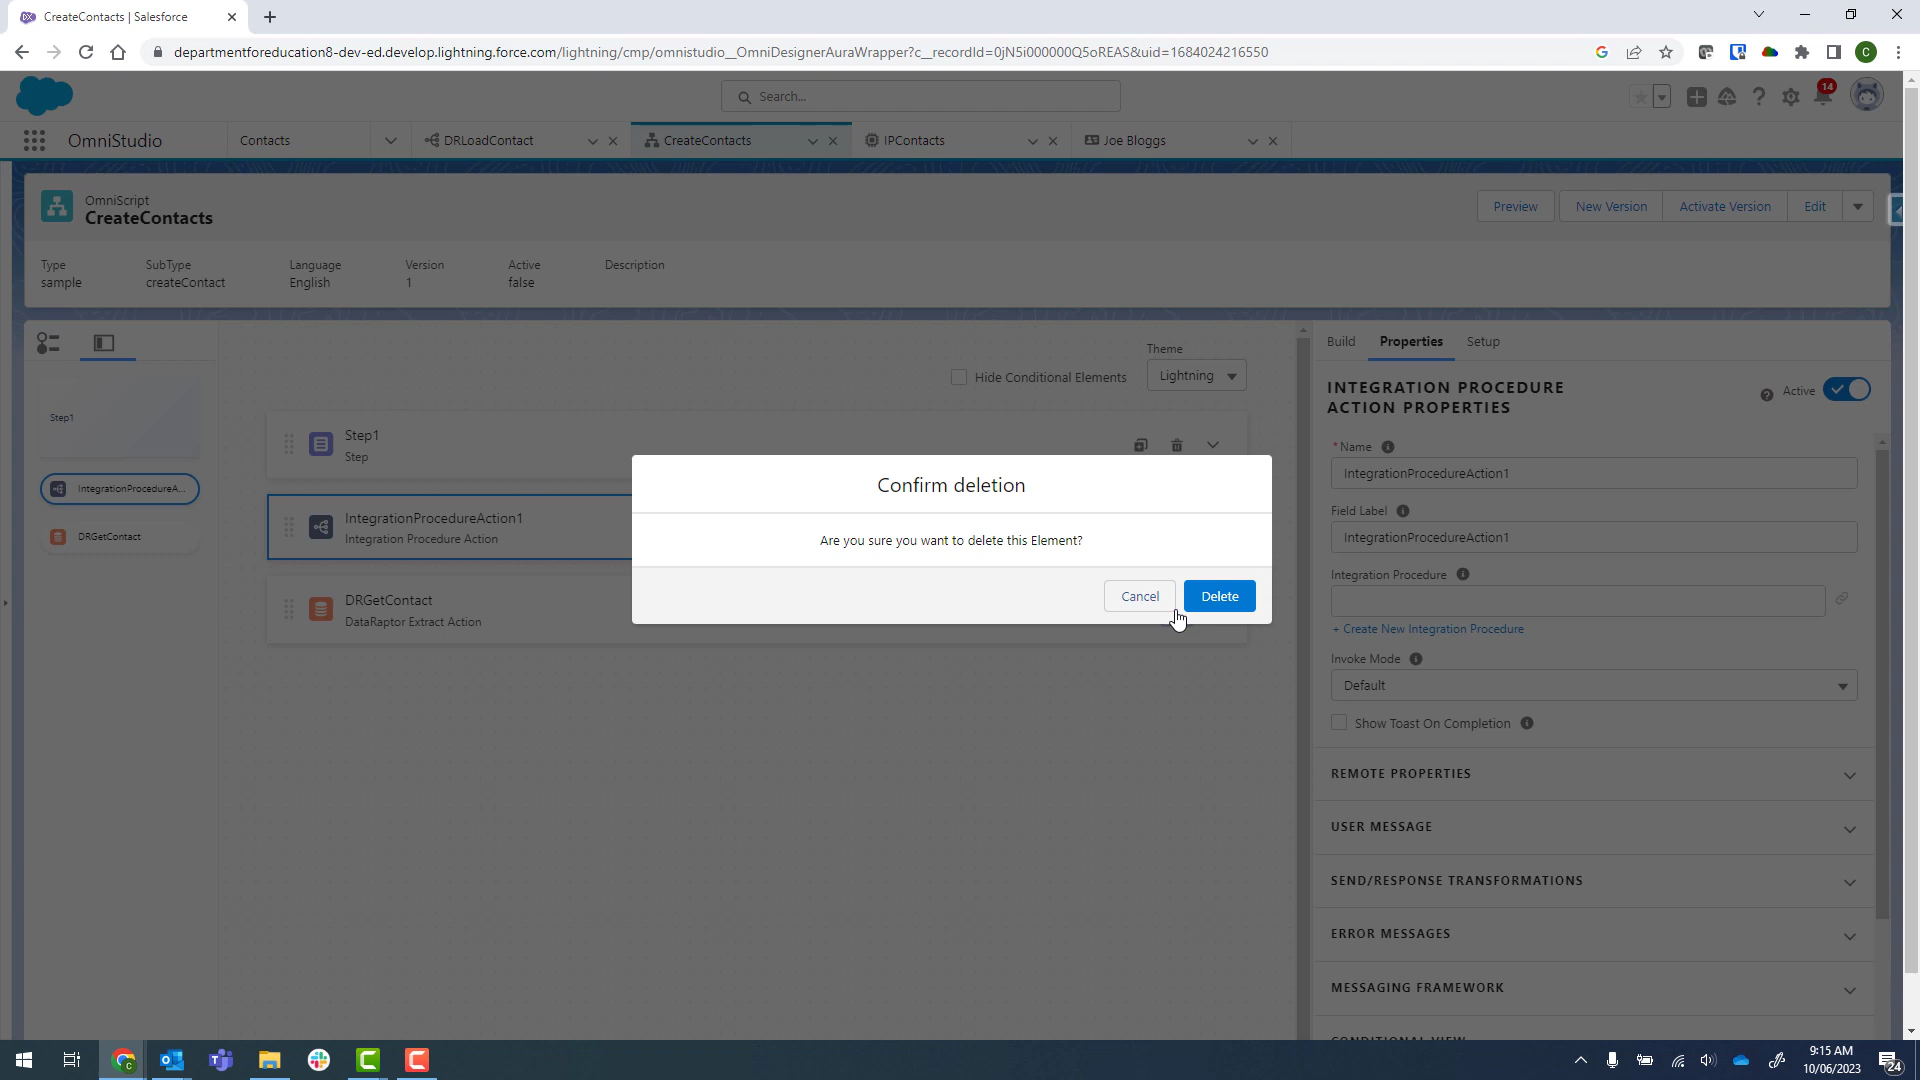 CreateContacts | Salesforce
departmentforeducation8-dev-ed.develop.lightning.force.com/lightning/cmp/omnistudio__OmniDesignerAuraWrapper?c__recordId=0jN5i000000Q5oREAS&uid=1684024216550
C
Search...
14
OmniStudio
Contacts
DRLoadContact
CreateContacts
IPContacts
Joe Bloggs
OmniScript
CreateContacts
Preview
New Version
Activate Version
Edit
Type
SubType
Language
Version
Active
Description
sample
createContact
English
1
false
Theme
Hide Conditional Elements
Lightning
Step1
IntegrationProcedureA...
DRGetContact
Step1
Step
IntegrationProcedureAction1
Integration Procedure Action
DRGetContact
DataRaptor Extract Action
Confirm deletion
Are you sure you want to delete this Element?
Cancel
Delete
Build
Properties
Setup
INTEGRATION PROCEDURE
ACTION PROPERTIES
Active
*Name
IntegrationProcedureAction1
Field Label
IntegrationProcedureAction1
Integration Procedure
+ Create New Integration Procedure
Invoke Mode
Default
Show Toast On Completion
REMOTE PROPERTIES
USER MESSAGE
SEND/RESPONSE TRANSFORMATIONS
ERROR MESSAGES
MESSAGING FRAMEWORK
CONDITIONAL VIEW
9:15 AM
10/06/2023
24